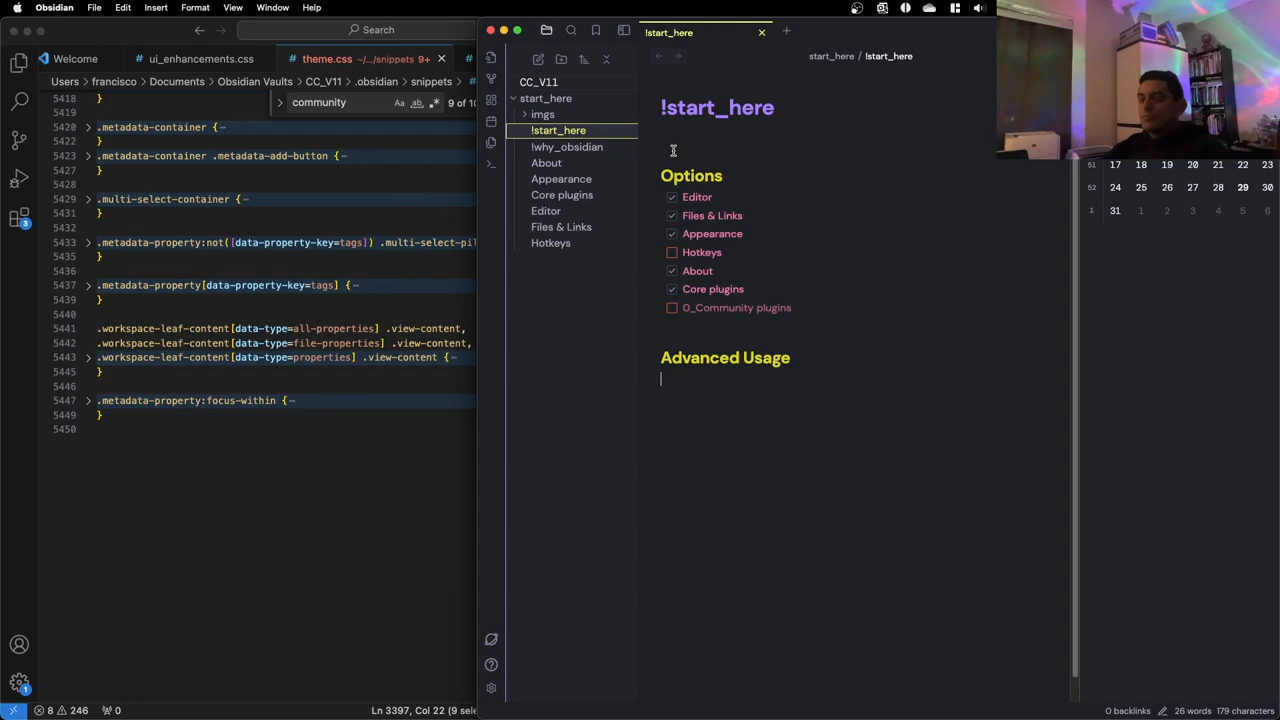 Obsidian File Edit Insert Format View Window Help
Search
Welcome
# ui_enhancements.css
# theme.css ~/.../snippets 9+
Users > francisco > Documents > Obsidian Vaults > CC_V11 > .obsidian > snippets > #
community
Aa ab .* 9 of 10
5418 }
5419
5420 > .metadata-container {
5422 }
5423 > .metadata-container .metadata-add-button {
5427 }
5428
5429 > .multi-select-container {
5431 }
5432
5433 > .metadata-property:not([data-property-key=tags]) .multi-select-pil
5435 }
5436
5437 > .metadata-property[data-property-key=tags] {
5439 }
5440
5441 .workspace-leaf-content[data-type=all-properties] .view-content,
5442 .workspace-leaf-content[data-type=file-properties] .view-content,
5443 > .workspace-leaf-content[data-type=properties] .view-content {
5445 }
5446
5447 > .metadata-property:focus-within {
5449 }
5450
3
1
8 246 0
Ln 3397, Col 22 (9 sele
CC_V11
start_here
imgs
!start_here
!why_obsidian
About
Appearance
Core plugins
Editor
Files & Links
Hotkeys
!start_here
start_here / !start_here
!start_here
Options
Editor
Files & Links
Appearance
Hotkeys
About
Core plugins
0_Community plugins
Advanced Usage
51 17 18 19 20 21 22 23
52 24 25 26 27 28 29 30
1 31 1 2 3 4 5 6
0 backlinks 26 words 179 characters